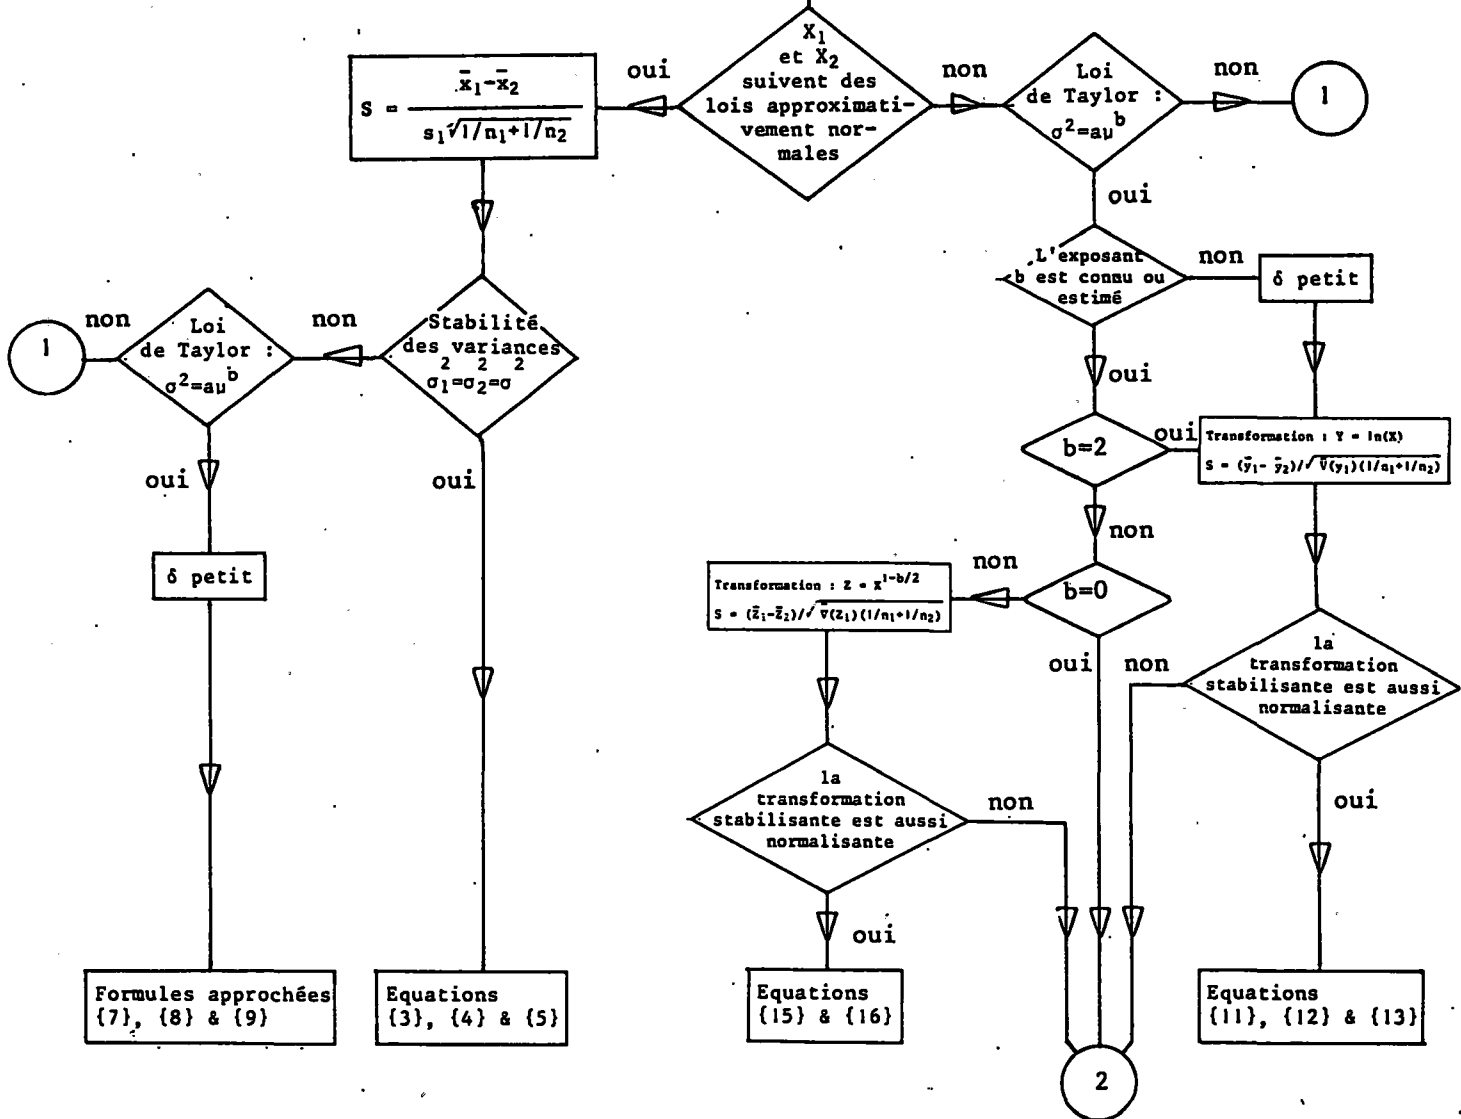 X1
et X2
suivent des
lois approximati-
vement nor-
males
oui
non
S = (x̄1-x̄2) / (s1√1/n1+1/n2)
Loi
de Taylor :
σ²=aμ^b
non
1
oui
L'exposant
b est connu ou
estimé
non
δ petit
oui
Stabilité
des variances
σ1²=σ2²=σ²
non
Loi
de Taylor :
σ²=aμ^b
non
1
oui
oui
δ petit
b=2
oui
Transformation : Y = ln(X)
S = (ȳ1- ȳ2)/√V̄(y1)(1/n1+1/n2)
non
b=0
non
Transformation : Z = X^1-b/2
S = (Z̄1-Z̄2)/√V̄(Z1)(1/n1+1/n2)
oui
non
la
transformation
stabilisante est aussi
normalisante
oui
la
transformation
stabilisante est aussi
normalisante
non
oui
Formules approchées
{7}, {8} & {9}
Equations
{3}, {4} & {5}
Equations
{15} & {16}
Equations
{11}, {12} & {13}
2